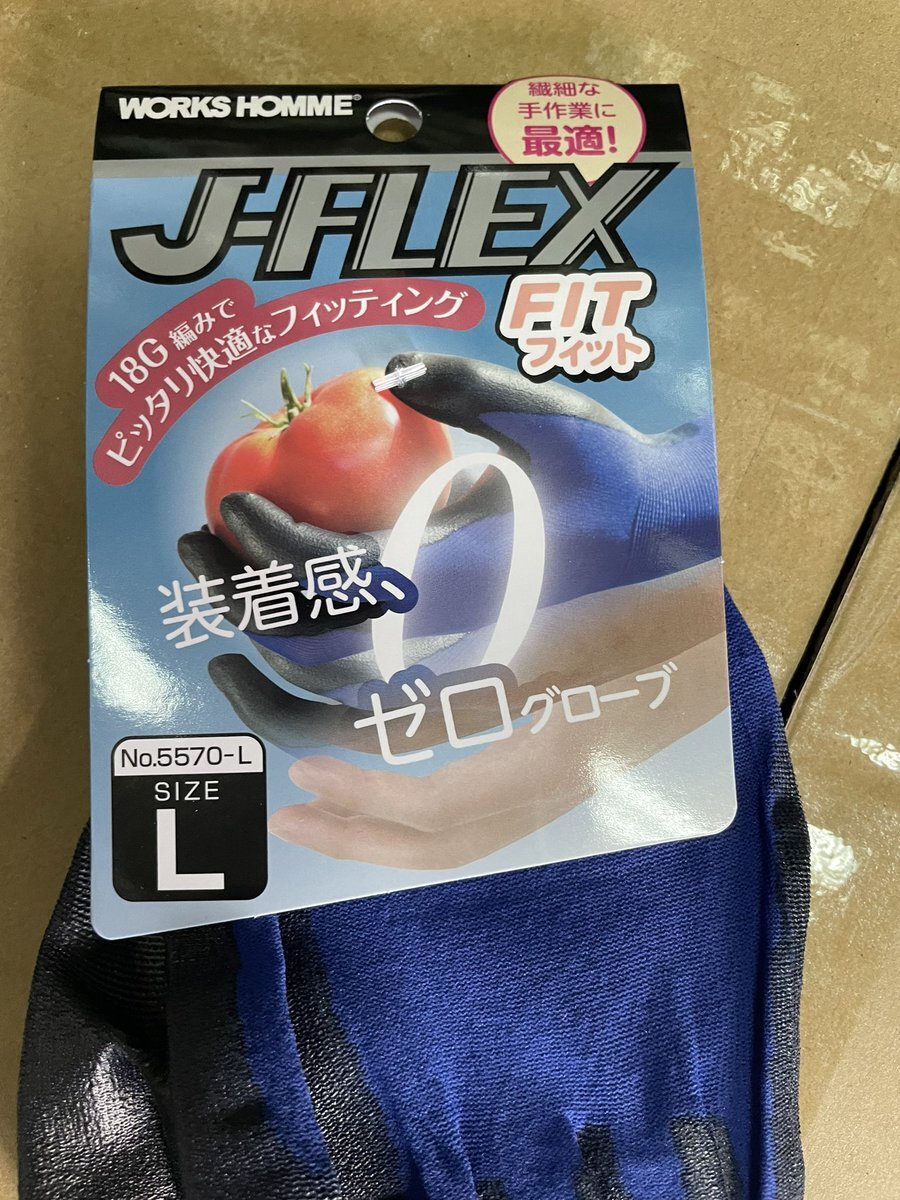 WORKS HOMME®
繊細な
手作業に
最適!
J-FLEX
FIT
フィット
18G 編みで
ピッタリ快適なフィッティング
装着感、0
ゼログローブ
No.5570-L
SIZE
L